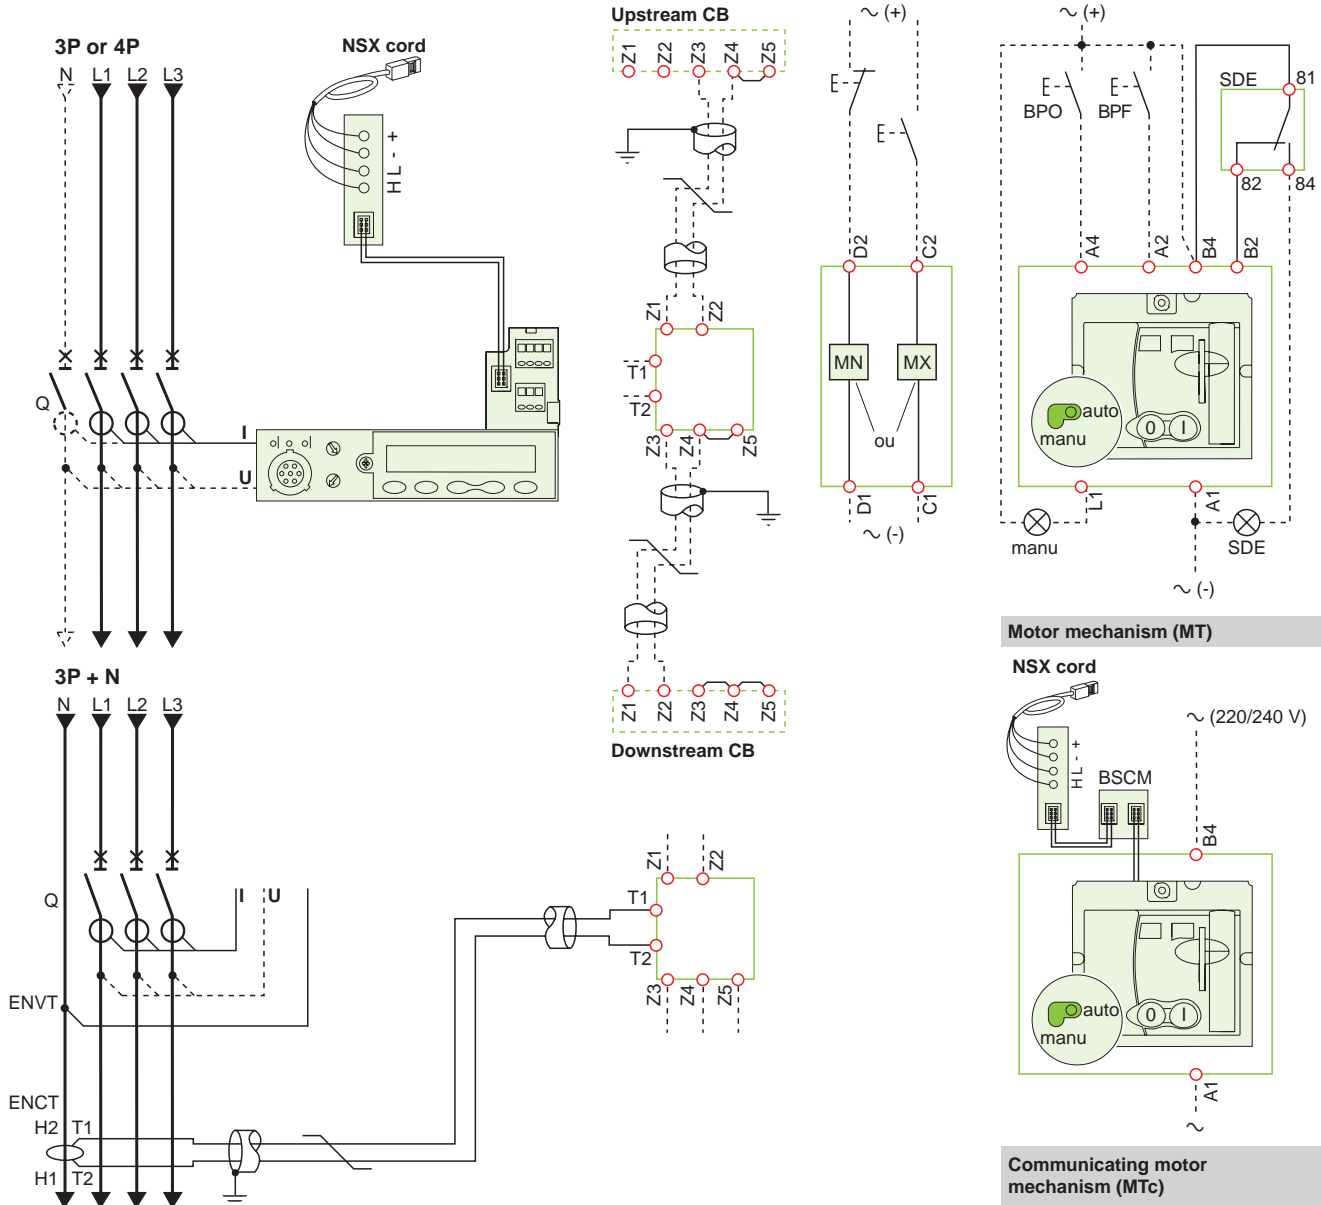 3P or 4P
N L1 L2 L3
NSX cord
H L - +
Q
I
U
Upstream CB
Z1 Z2 Z3 Z4 Z5
Z1 Z2
T1
T2
Z3 Z4 Z5
Z1 Z2 Z3 Z4 Z5
Downstream CB
~ (+)
D2 C2
MN MX
ou
D1 C1
~ (-)
~ (+)
BPO BPF
SDE 81
82 84
A4 A2 B4 B2
auto
manu
0 I
L1 A1
manu
SDE
~ (-)
Motor mechanism (MT)
3P + N
N L1 L2 L3
Q
I U
ENVT
ENCT
H2 T1
H1 T2
Z1 Z2
T1
T2
Z3 Z4 Z5
NSX cord
H L - +
BSCM
~ (220/240 V)
B4
auto
manu
0 I
A1
~
Communicating motor
mechanism (MTc)